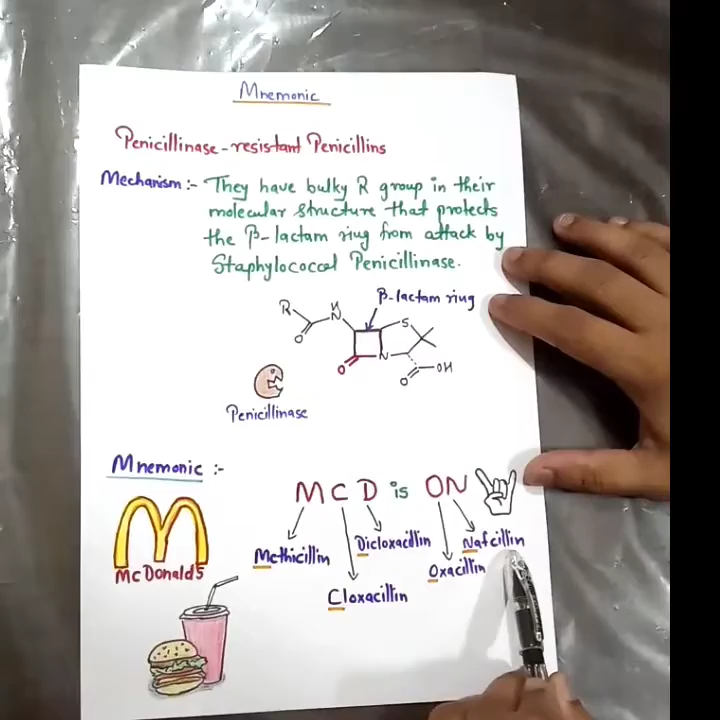 Mnemonic
Penicillinase-resistant Penicillins
Mechanism :- They have bulky R group in their
molecular structure that protects
the β-lactam ring from attack by
Staphylococcal Penicillinase.
β-lactam ring
R
H
N
O
S
O
N
O
OH
Penicillinase
Mnemonic :-
MCD is ON
McDonald's
Methicillin
Dicloxacillin
Nafcillin
Oxacillin
Cloxacillin